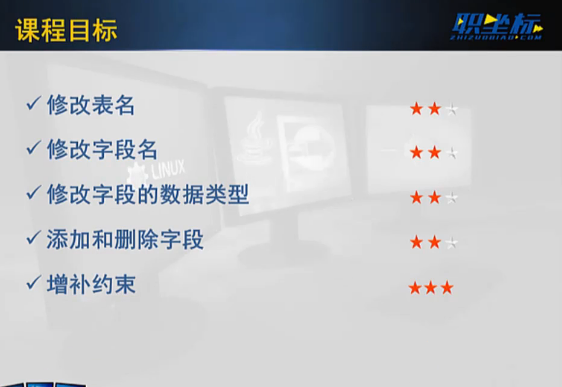 课程目标
职坐标
ZHIZUOBIAO.COM
✓ 修改表名 ★★☆
✓ 修改字段名 ★★☆
LINUX
✓ 修改字段的数据类型 ★★☆
✓ 添加和删除字段 ★★☆
✓ 增补约束 ★★★